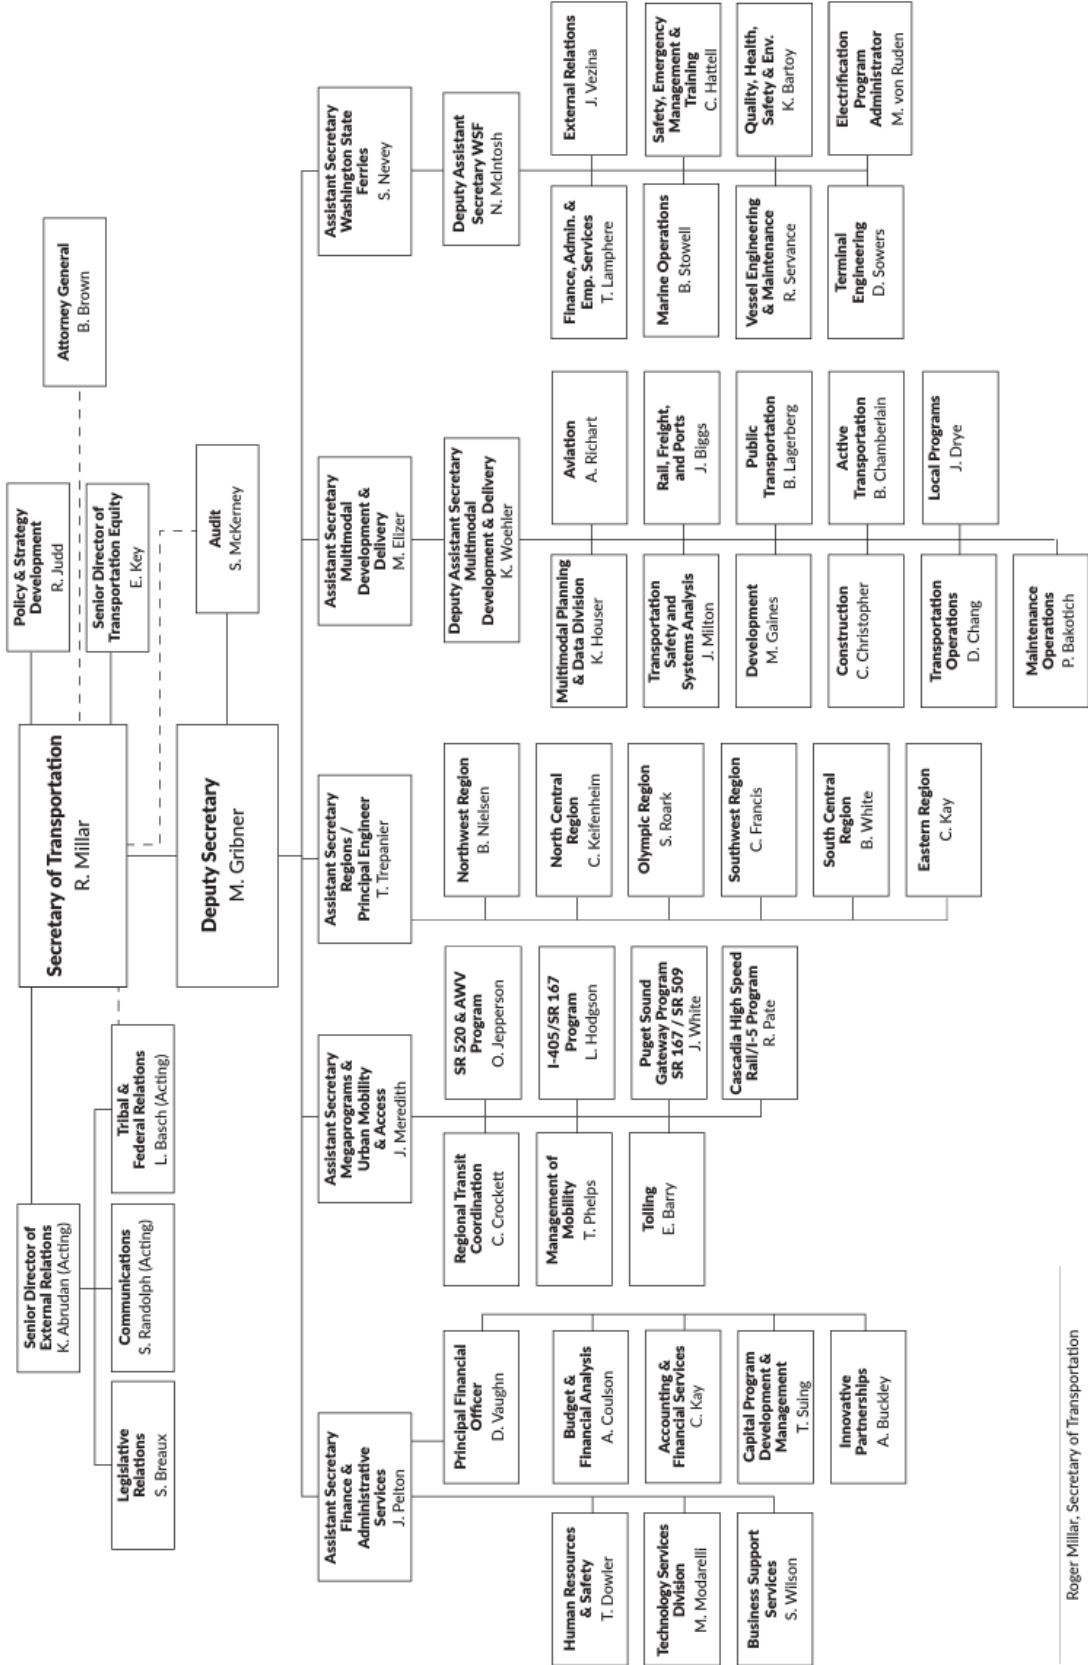 Secretary of Transportation
R. Millar
Policy & Strategy
Development
R. Judd
Senior Director of
Transportation Equity
E. Key
Attorney General
B. Brown
Senior Director of
External Relations
K. Abrudan (Acting)
Legislative
Relations
S. Breaux
Communications
S. Randolph (Acting)
Tribal &
Federal Relations
L. Basch (Acting)
Deputy Secretary
M. Gribner
Audit
S. McKerney
Assistant Secretary
Finance &
Administrative
Services
J. Pelton
Human Resources
& Safety
T. Dowler
Technology Services
Division
M. Modarelli
Business Support
Services
S. Wilson
Principal Financial
Officer
D. Vaughn
Budget &
Financial Analysis
A. Coulson
Accounting &
Financial Services
C. Kay
Capital Program
Development &
Management
T. Suing
Innovative
Partnerships
A. Buckley
Assistant Secretary
Megaprograms &
Urban Mobility
& Access
J. Meredith
Regional Transit
Coordination
C. Crockett
Management of
Mobility
T. Phelps
Tolling
E. Barry
SR 520 & AWV
Program
O. Jepperson
I-405/SR 167
Program
L. Hodgson
Puget Sound
Gateway Program
SR 167 / SR 509
J. White
Cascadia High Speed
Rail/I-5 Program
R. Pate
Assistant Secretary
Regions /
Principal Engineer
T. Trepanier
Northwest Region
B. Nielsen
North Central
Region
C. Keifenheim
Olympic Region
S. Roark
Southwest Region
C. Francis
South Central
Region
B. White
Eastern Region
C. Kay
Assistant Secretary
Multimodal
Development &
Delivery
M. Elizer
Deputy Assistant Secretary
Multimodal
Development & Delivery
K. Woehler
Multimodal Planning
& Data Division
K. Houser
Transportation
Safety and
Systems Analysis
J. Milton
Development
M. Gaines
Construction
C. Christopher
Transportation
Operations
D. Chang
Maintenance
Operations
P. Bakotich
Aviation
A. Richart
Rail, Freight,
and Ports
J. Biggs
Public
Transportation
B. Lagerberg
Active
Transportation
B. Chamberlain
Local Programs
J. Drye
Assistant Secretary
Washington State
Ferries
S. Nevey
Deputy Assistant
Secretary WSF
N. McIntosh
Finance, Admin. &
Emp. Services
T. Lamphere
Marine Operations
B. Stowell
Vessel Engineering
& Maintenance
R. Servance
Terminal
Engineering
D. Sowers
External Relations
J. Vezina
Safety, Emergency
Management &
Training
C. Hattell
Quality, Health,
Safety & Env.
K. Bartoy
Electrification
Program
Administrator
M. von Ruden
Roger Millar, Secretary of Transportation